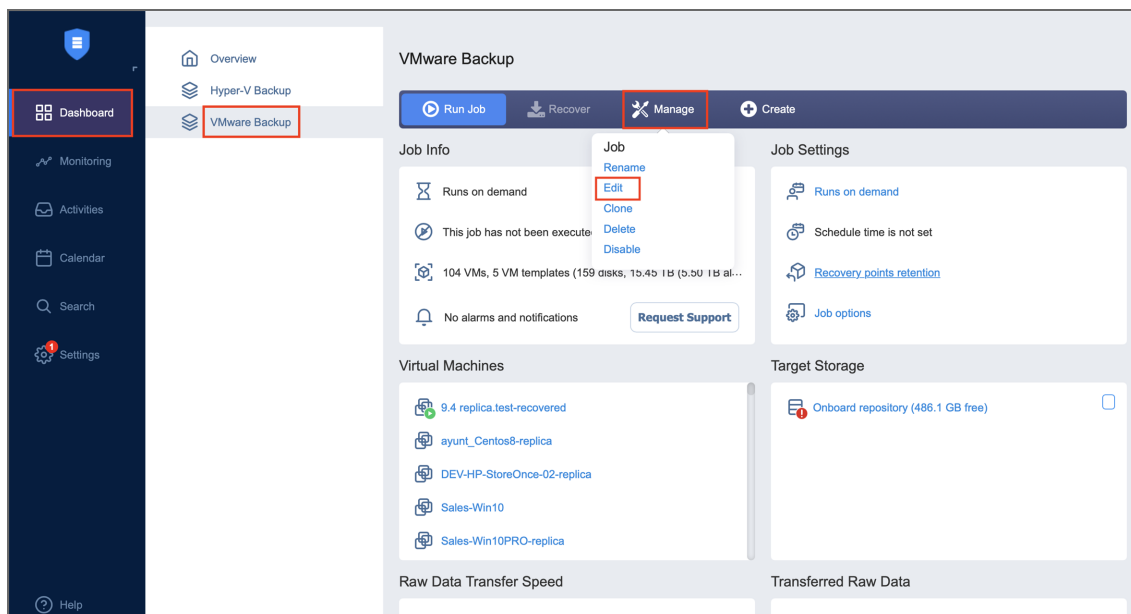 Dashboard
Monitoring
Activities
Calendar
Search
1
Settings
Help
Overview
Hyper-V Backup
VMware Backup
VMware Backup
Run Job
Recover
Manage
Create
Job Info
Runs on demand
This job has not been execute
104 VMs, 5 VM templates (159 disks, 15.45 TB (5.50 TB al...
No alarms and notifications
Request Support
Job
Rename
Edit
Clone
Delete
Disable
Job Settings
Runs on demand
Schedule time is not set
Recovery points retention
Job options
Virtual Machines
9.4 replica.test-recovered
ayunt_Centos8-replica
DEV-HP-StoreOnce-02-replica
Sales-Win10
Sales-Win10PRO-replica
Target Storage
Onboard repository (486.1 GB free)
Raw Data Transfer Speed
Transferred Raw Data